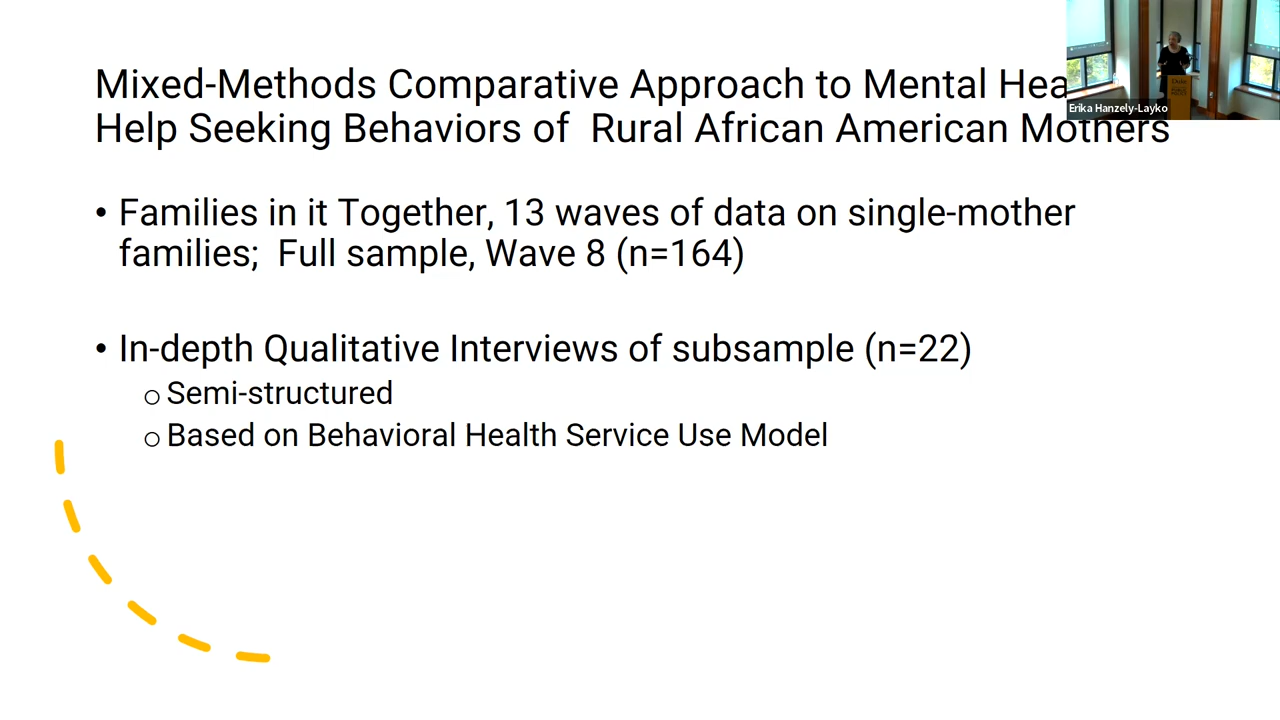 Mixed-Methods Comparative Approach to Mental Hea
Help Seeking Behaviors of Rural African American Mothers
• Families in it Together, 13 waves of data on single-mother
families; Full sample, Wave 8 (n=164)
• In-depth Qualitative Interviews of subsample (n=22)
o Semi-structured
o Based on Behavioral Health Service Use Model
Erika Hanzely-Layko